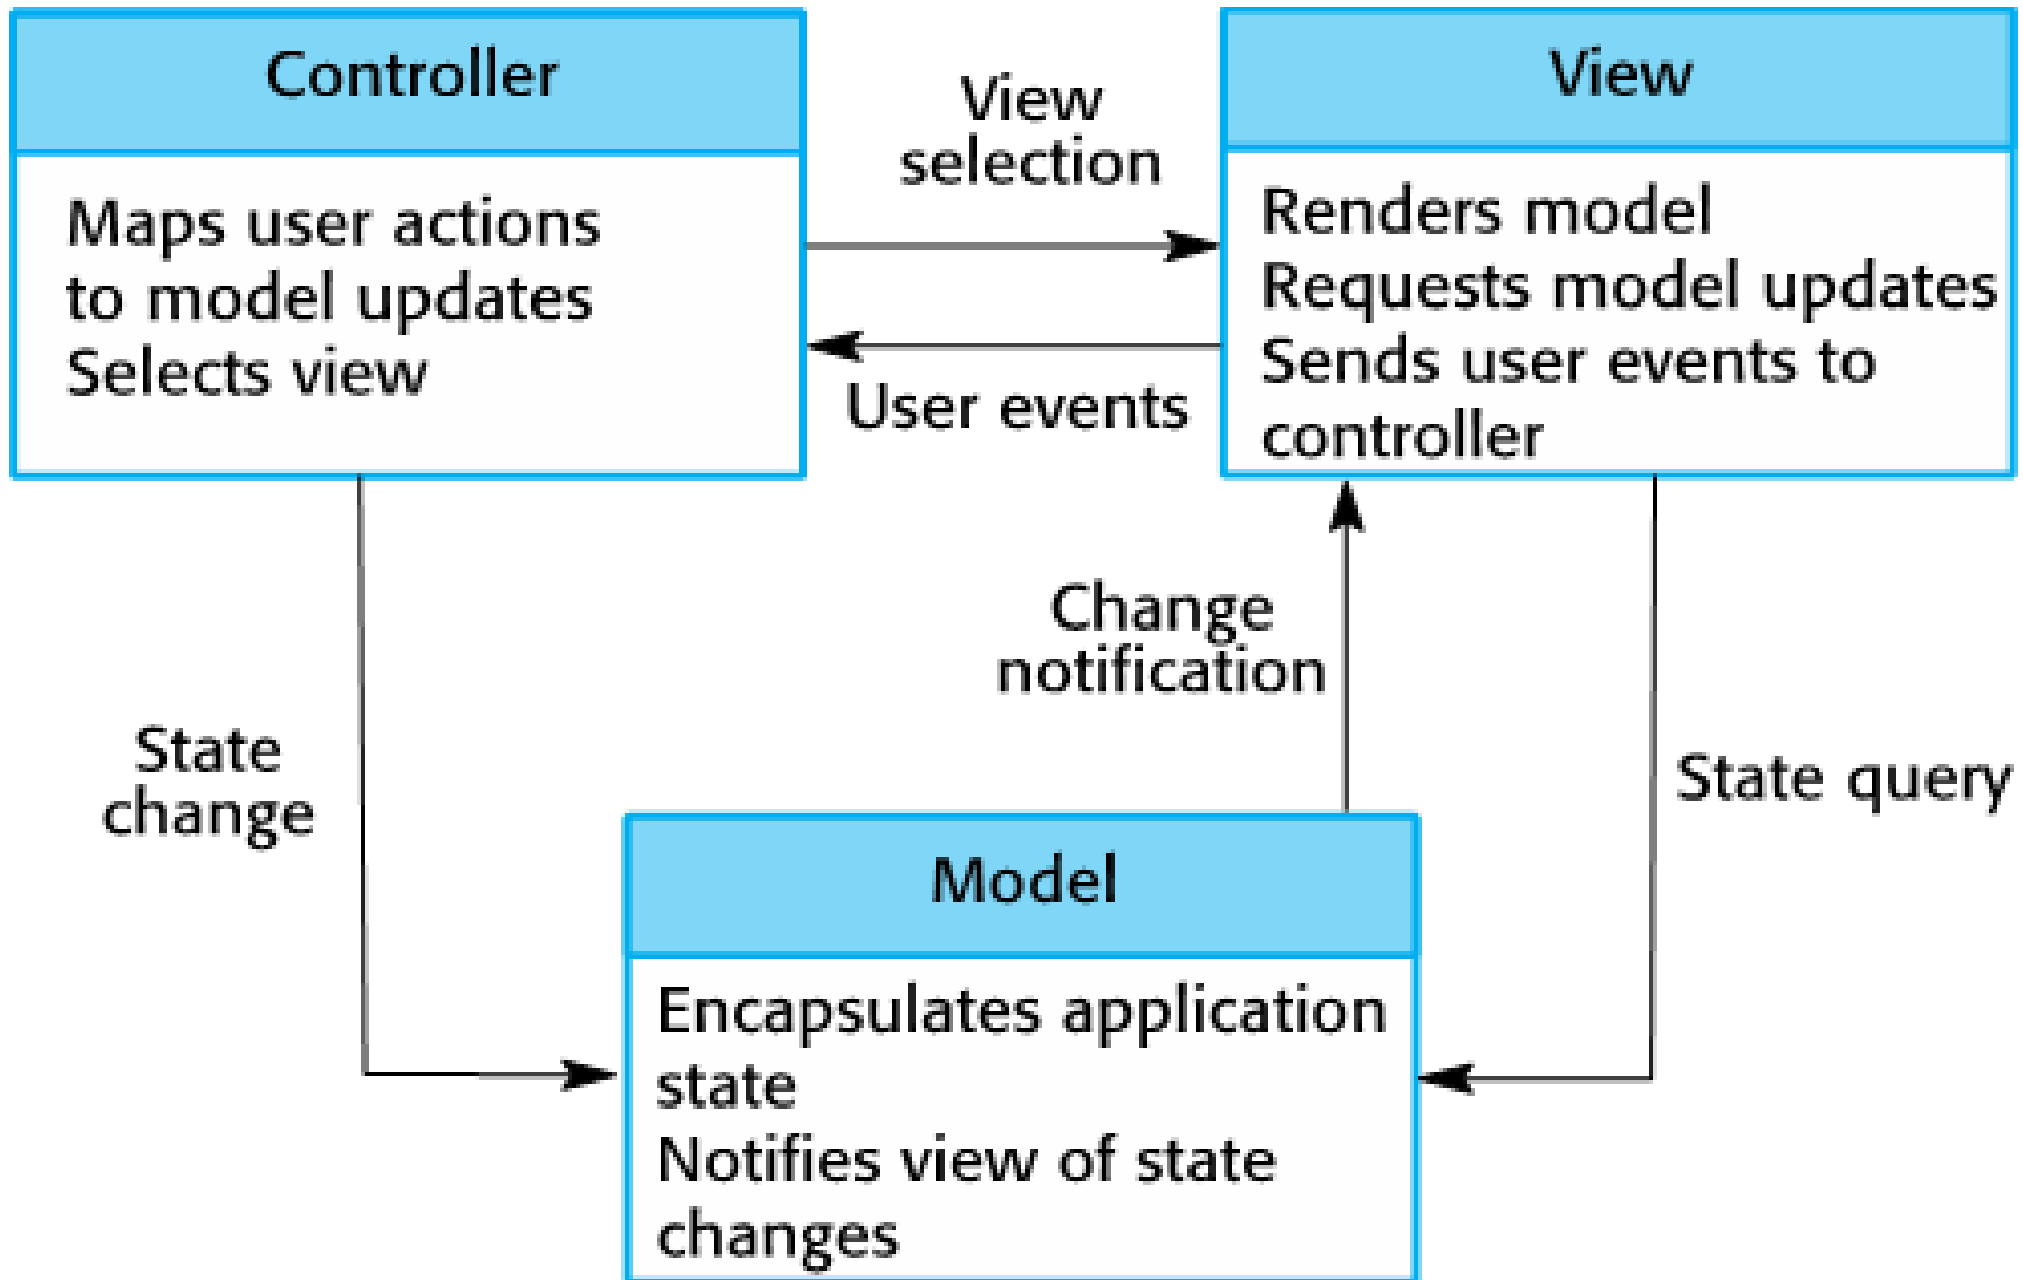 Controller
Maps user actions
to model updates
Selects view
View
selection
User events
View
Renders model
Requests model updates
Sends user events to
controller
State
change
Change
notification
State query
Model
Encapsulates application
state
Notifies view of state
changes